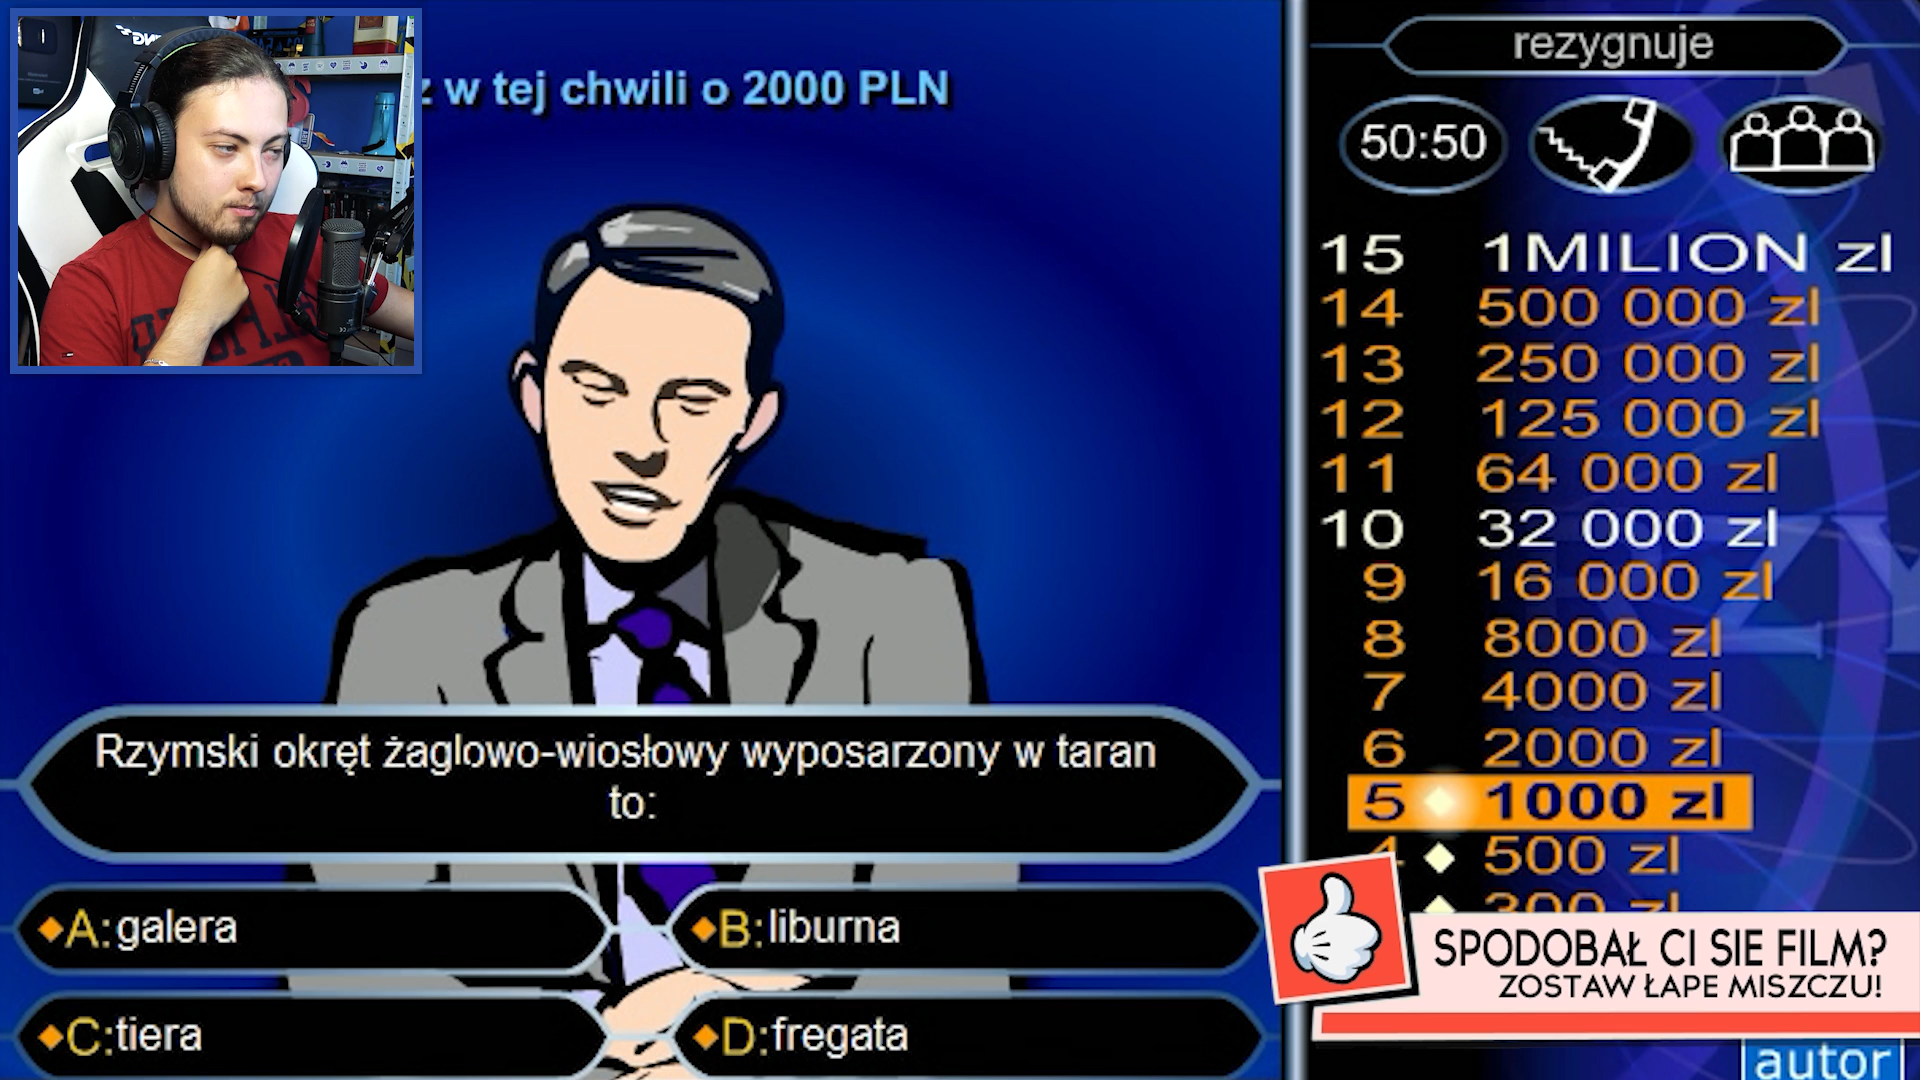 z w tej chwili o 2000 PLN
rezygnuje
50:50
15 1MILION zl
14 500 000 zl
13 250 000 zl
12 125 000 zl
11 64 000 zl
10 32 000 zl
9 16 000 zl
8 8000 zl
7 4000 zl
6 2000 zl
5 1000 zl
4 500 zl
300 zl
Rzymski okręt żaglowo-wiosłowy wyposarzony w taran
to:
A:galera
B:liburna
C:tiera
D:fregata
SPODOBAŁ CI SIE FILM?
ZOSTAW ŁAPE MISZCZU!
autor